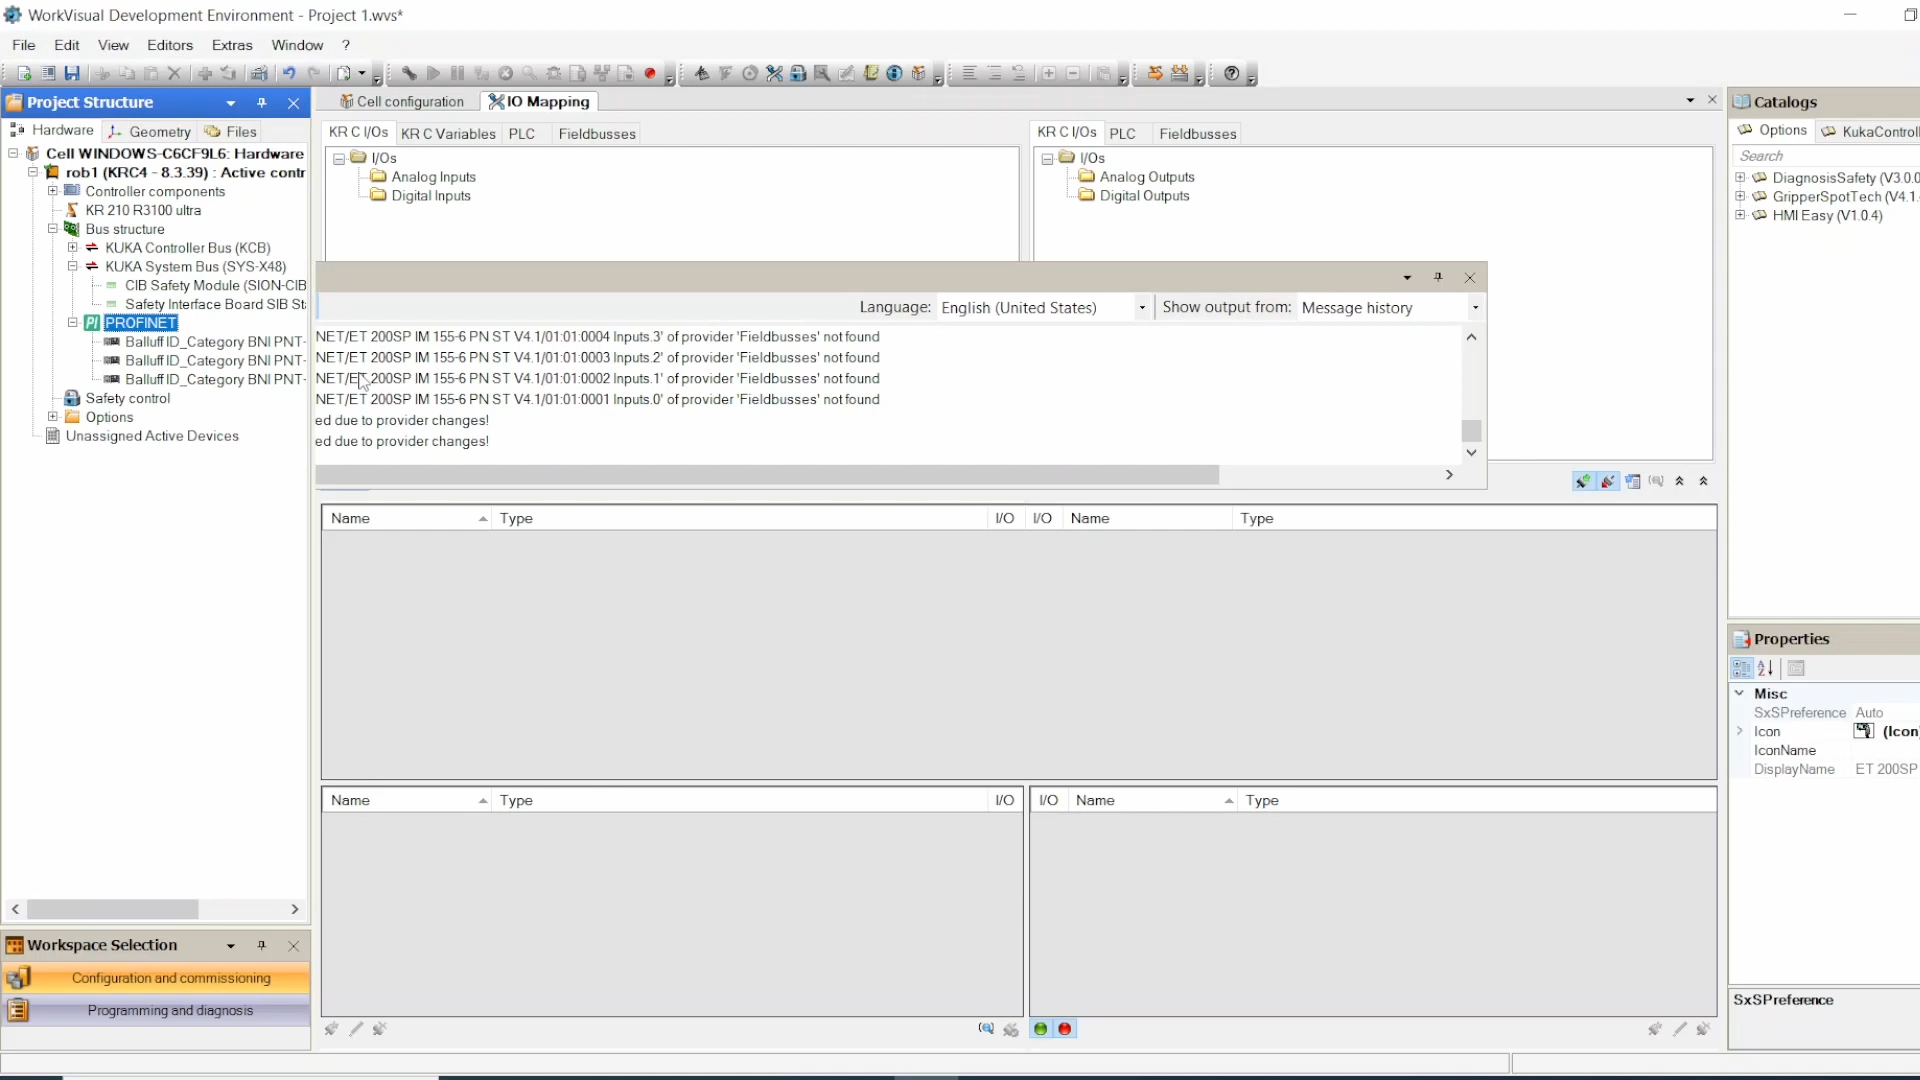 WorkVisual Development Environment - Project 1.wvs*
File Edit View Editors Extras Window ?
Project Structure
Hardware Geometry Files
Cell WINDOWS-C6CF9L6: Hardware
rob1 (KRC4 - 8.3.39) : Active contr
Controller components
KR 210 R3100 ultra
Bus structure
KUKA Controller Bus (KCB)
KUKA System Bus (SYS-X48)
CIB Safety Module (SION-CIB
Safety Interface Board SIB St
PROFINET
Balluff ID_Category BNI PNT-
Balluff ID_Category BNI PNT-
Balluff ID_Category BNI PNT-
Safety control
Options
Unassigned Active Devices
Workspace Selection
Configuration and commissioning
Programming and diagnosis
Cell configuration IO Mapping
KR C I/Os KR C Variables PLC Fieldbusses
I/Os
Analog Inputs
Digital Inputs
KR C I/Os PLC Fieldbusses
I/Os
Analog Outputs
Digital Outputs
Language: English (United States) Show output from: Message history
NET/ET 200SP IM 155-6 PN ST V4.1/01:01:0004 Inputs.3' of provider 'Fieldbusses' not found
NET/ET 200SP IM 155-6 PN ST V4.1/01:01:0003 Inputs.2' of provider 'Fieldbusses' not found
NET/ET 200SP IM 155-6 PN ST V4.1/01:01:0002 Inputs.1' of provider 'Fieldbusses' not found
NET/ET 200SP IM 155-6 PN ST V4.1/01:01:0001 Inputs.0' of provider 'Fieldbusses' not found
ed due to provider changes!
ed due to provider changes!
Name Type I/O I/O Name Type
Name Type I/O I/O Name Type
Catalogs
Options KukaControll
Search
DiagnosisSafety (V3.0.0
GripperSpotTech (V4.1.
HMI Easy (V1.0.4)
Properties
Misc
SxSPreference Auto
Icon (Icon)
IconName
DisplayName ET 200SP
SxSPreference